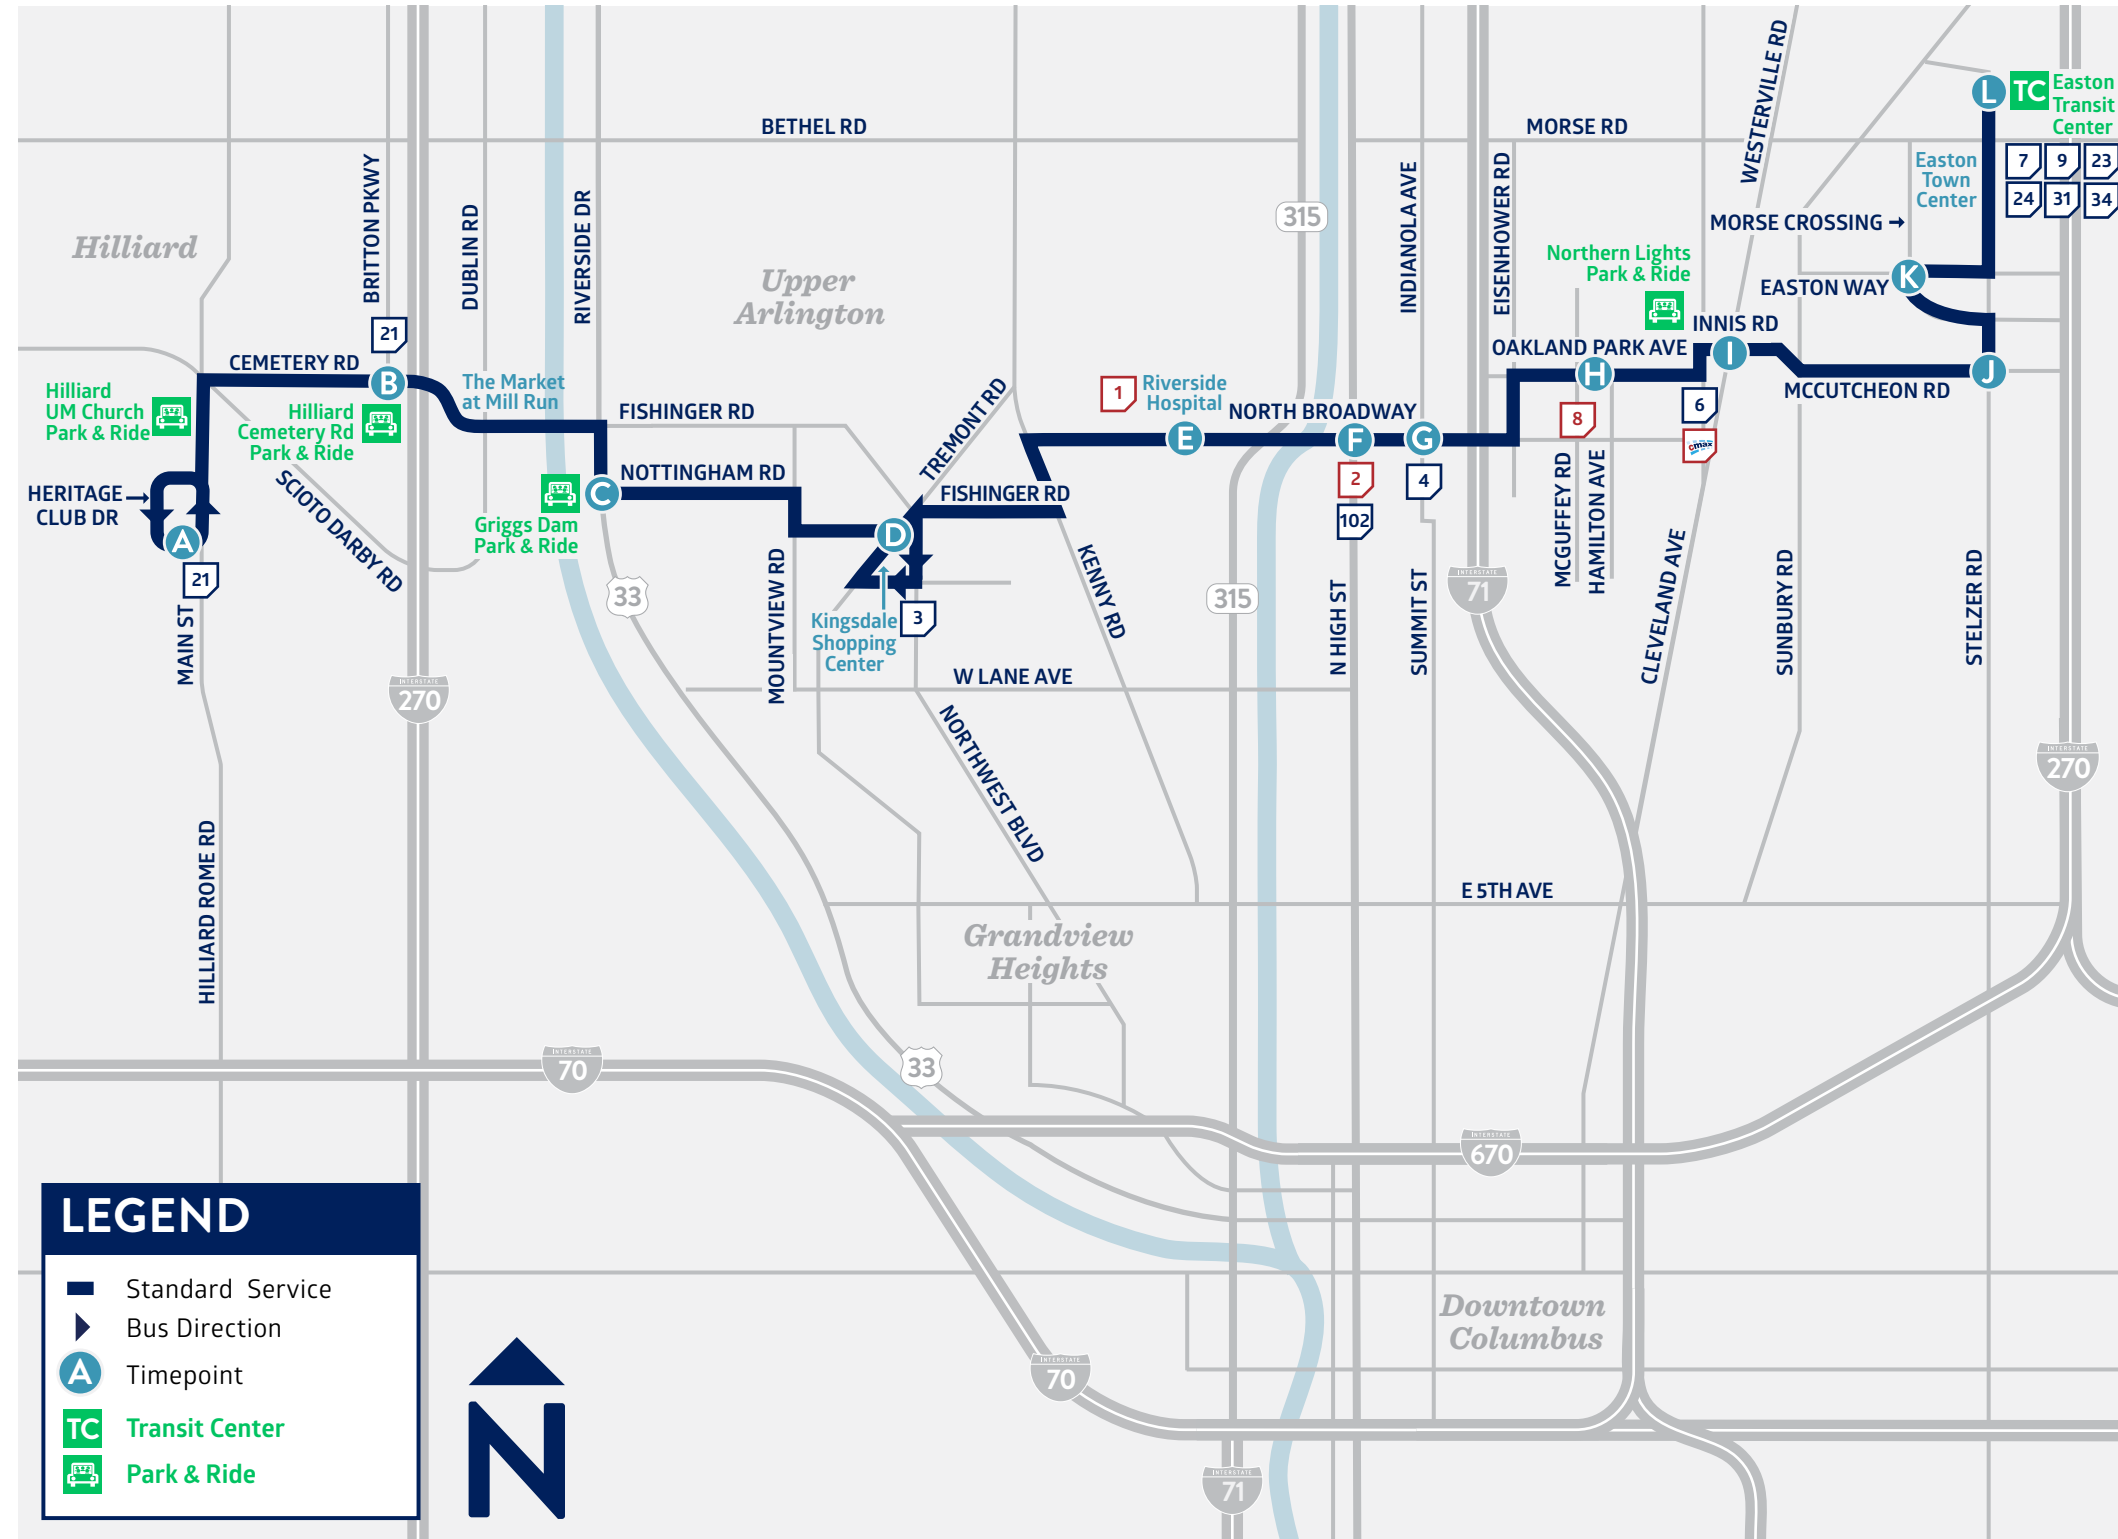 BETHEL RD
MORSE RD
WESTERVILLE RD
L
TC
Easton
Transit
Center
7
9
23
24
31
34
Easton
Town
Center
MORSE CROSSING
K
EASTON WAY
315
INDIANOLA AVE
EISENHOWER RD
Northern Lights
Park & Ride
INNIS RD
OAKLAND PARK AVE
H
I
J
MCCUTCHEON RD
6
cmax
8
Hilliard
BRITTON PKWY
DUBLIN RD
RIVERSIDE DR
Upper
Arlington
21
CEMETERY RD
B
The Market
at Mill Run
Hilliard
UM Church
Park & Ride
Hilliard
Cemetery Rd
Park & Ride
FISHINGER RD
TREMONT RD
1
Riverside
Hospital
NORTH BROADWAY
E
F
G
2
102
4
HERITAGE
CLUB DR
A
21
SCIOTO DARBY RD
NOTTINGHAM RD
C
Griggs Dam
Park & Ride
FISHINGER RD
D
3
Kingsdale
Shopping
Center
33
MOUNTVIEW RD
KENNY RD
315
N HIGH ST
SUMMIT ST
INTERSTATE
71
MCGUFFEY RD
HAMILTON AVE
CLEVELAND AVE
SUNBURY RD
STELZER RD
MAIN ST
INTERSTATE
270
W LANE AVE
NORTHWEST BLVD
INTERSTATE
270
HILLIARD ROME RD
E 5TH AVE
Grandview
Heights
INTERSTATE
70
33
INTERSTATE
670
LEGEND
Standard Service
Bus Direction
A
Timepoint
TC
Transit Center
Park & Ride
N
Downtown
Columbus
INTERSTATE
70
INTERSTATE
71